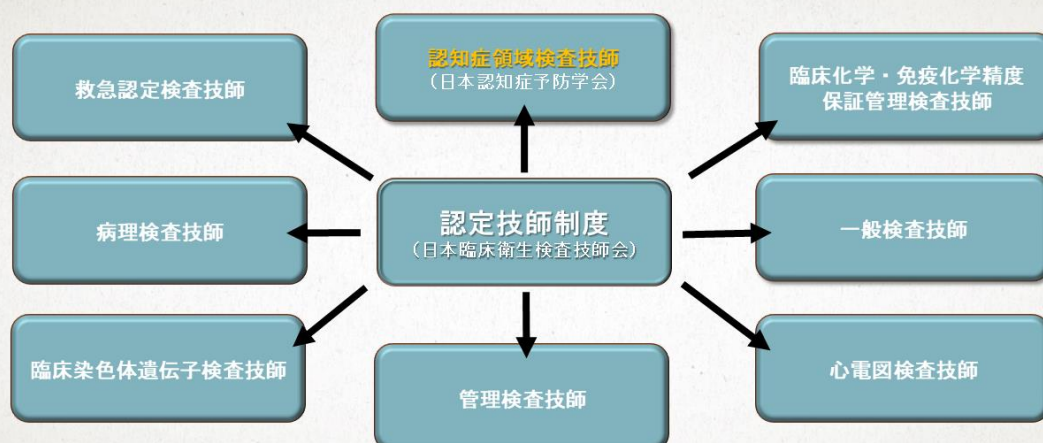 認知症領域検査技師
（日本認知症予防学会）
救急認定検査技師
臨床化学・免疫化学精度
保証管理検査技師
病理検査技師
認定技師制度
（日本臨床衛生検査技師会）
一般検査技師
臨床染色体遺伝子検査技師
管理検査技師
心電図検査技師